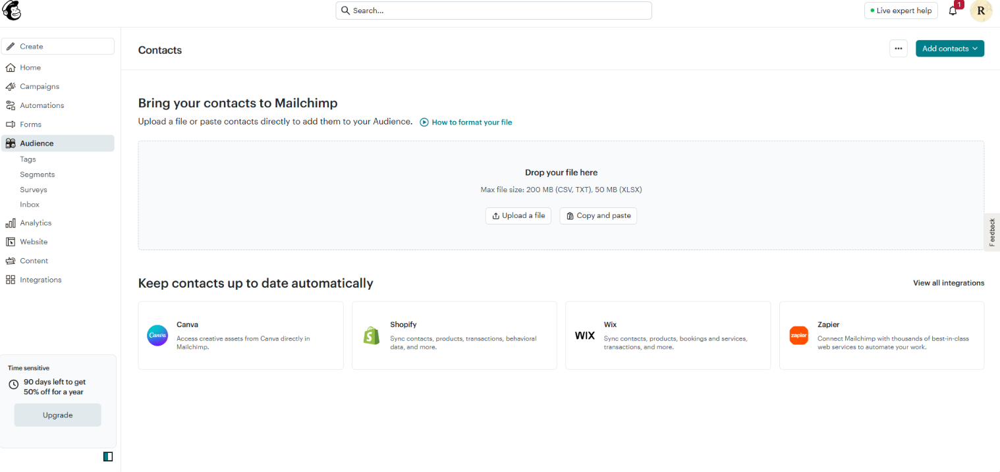 Search...
Live expert help
1
R
Create
Home
Campaigns
Automations
Forms
Audience
Tags
Segments
Surveys
Inbox
Analytics
Website
Content
Integrations
Time sensitive
90 days left to get
50% off for a year
Upgrade
Contacts
Add contacts
Bring your contacts to Mailchimp
Upload a file or paste contacts directly to add them to your Audience. How to format your file
Drop your file here
Max file size: 200 MB (CSV, TXT), 50 MB (XLSX)
Upload a file Copy and paste
Feedback
Keep contacts up to date automatically
View all integrations
Canva
Canva
Access creative assets from Canva directly in
Mailchimp.
S
Shopify
Sync contacts, products, transactions, behavioral
data, and more.
WIX
Wix
Sync contacts, products, bookings and services,
transactions, and more.
zapier
Zapier
Connect Mailchimp with thousands of best-in-class
web services to automate your work.